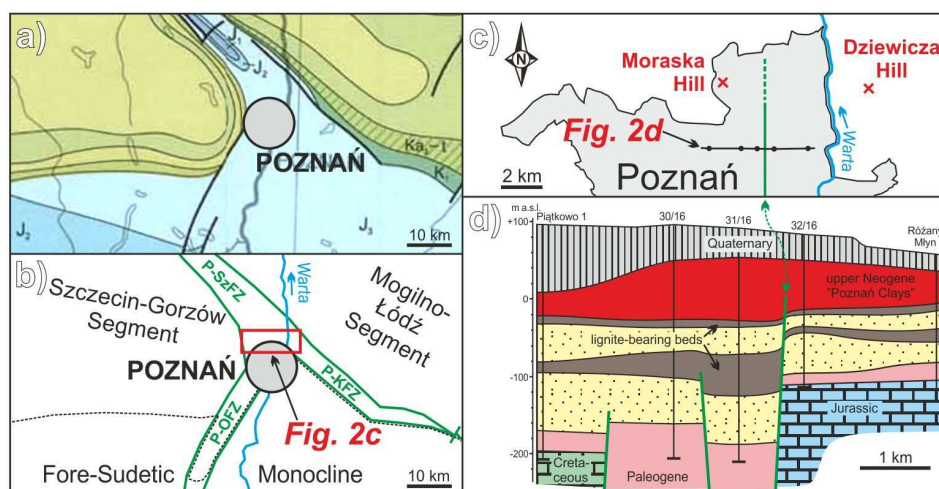 a)
J₁
J₂
POZNAŃ
J₂
J₃
K₁
10 km
b)
P-SzFZ
Warta
Szczecin-Gorzów
Segment
Mogilno-
Łódź
Segment
POZNAŃ
P-KFZ
P-OFZ
Fig. 2c
Fore-Sudetic
Monocline
10 km
c)
N
Moraska
Hill
Dziewicza
Hill
Fig. 2d
Warta
Poznań
2 km
d)
m a.s.l.
+100
0
-100
-200
Piątkowo 1
30/16
31/16
32/16
Różany
Młyn
Quaternary
upper Neogene
"Poznań Clays"
lignite-bearing beds
Jurassic
Creta-
ceous
Paleogene
1 km